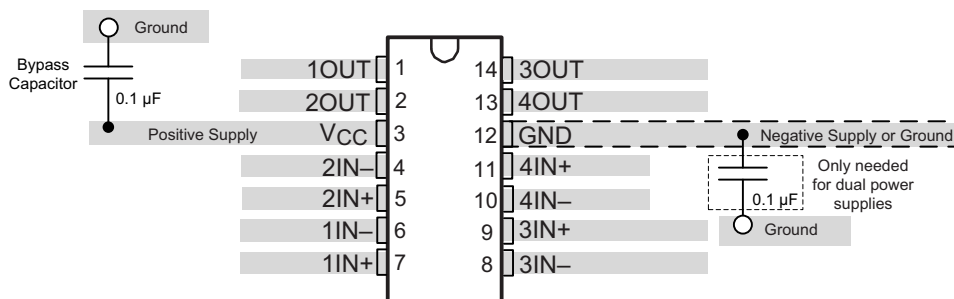 Ground
Bypass
Capacitor
0.1 µF
Positive Supply
1OUT 1 14 3OUT
2OUT 2 13 4OUT
VCC 3 12 GND
2IN– 4 11 4IN+
2IN+ 5 10 4IN–
1IN– 6 9 3IN+
1IN+ 7 8 3IN–
Negative Supply or Ground
Only needed
for dual power
supplies
0.1 µF
Ground